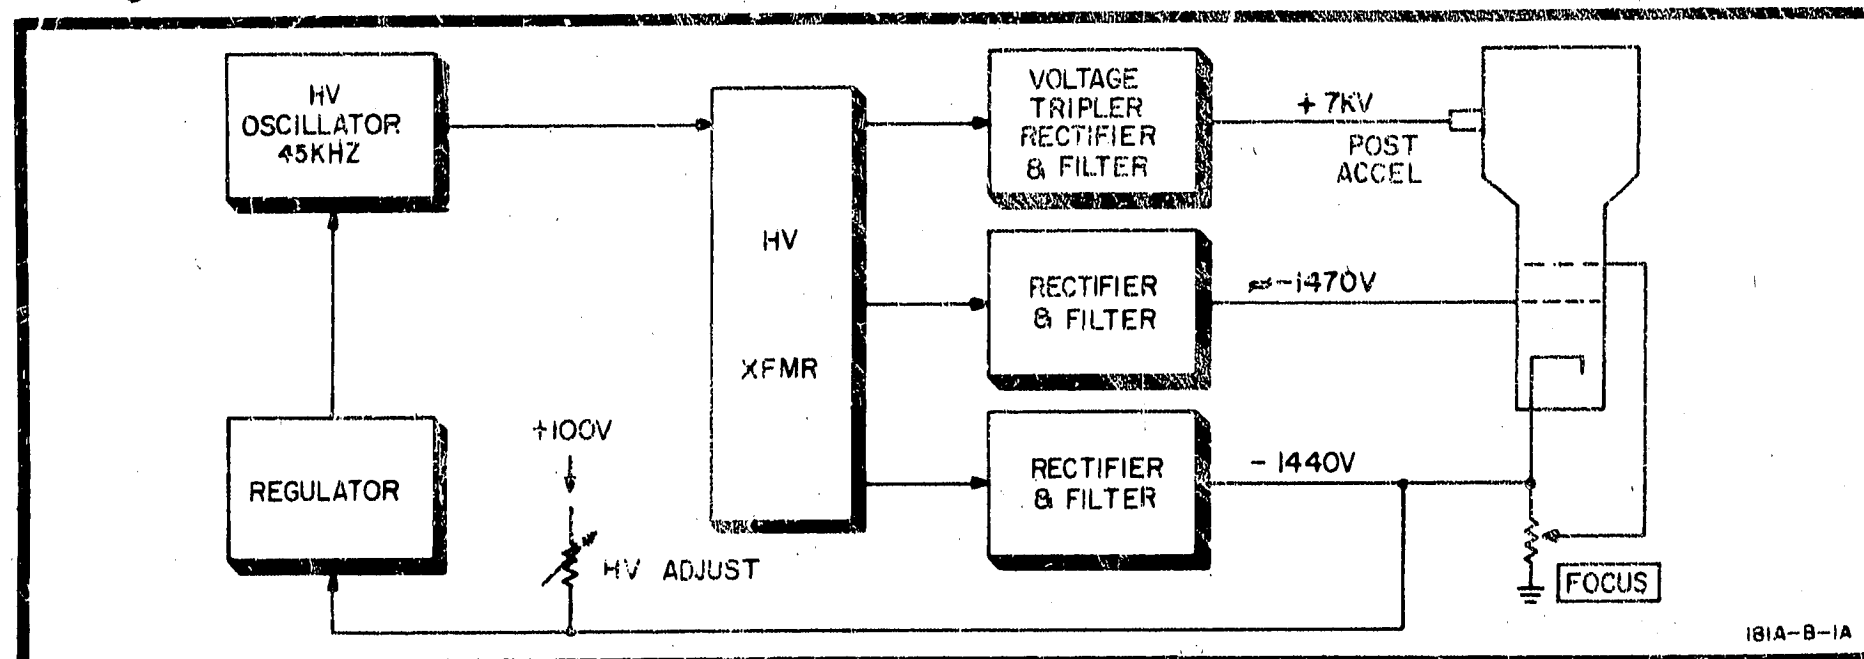 HV
OSCILLATOR
45KHZ
VOLTAGE
TRIPLER
RECTIFIER
& FILTER
+7KV
POST
ACCEL
HV
XFMR
RECTIFIER
& FILTER
≈-1470V
REGULATOR
+100V
HV ADJUST
RECTIFIER
& FILTER
-1440V
FOCUS
181A-B-1A